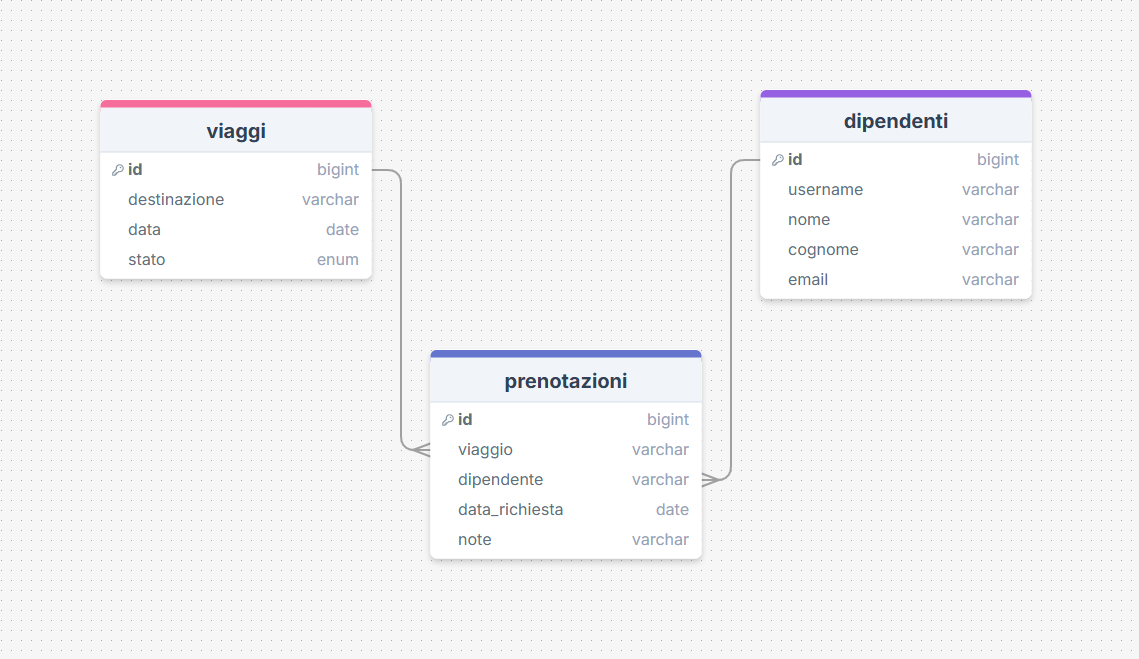 viaggi
id bigint
destinazione varchar
data date
stato enum
dipendenti
id bigint
username varchar
nome varchar
cognome varchar
email varchar
prenotazioni
id bigint
viaggio varchar
dipendente varchar
data_richiesta date
note varchar